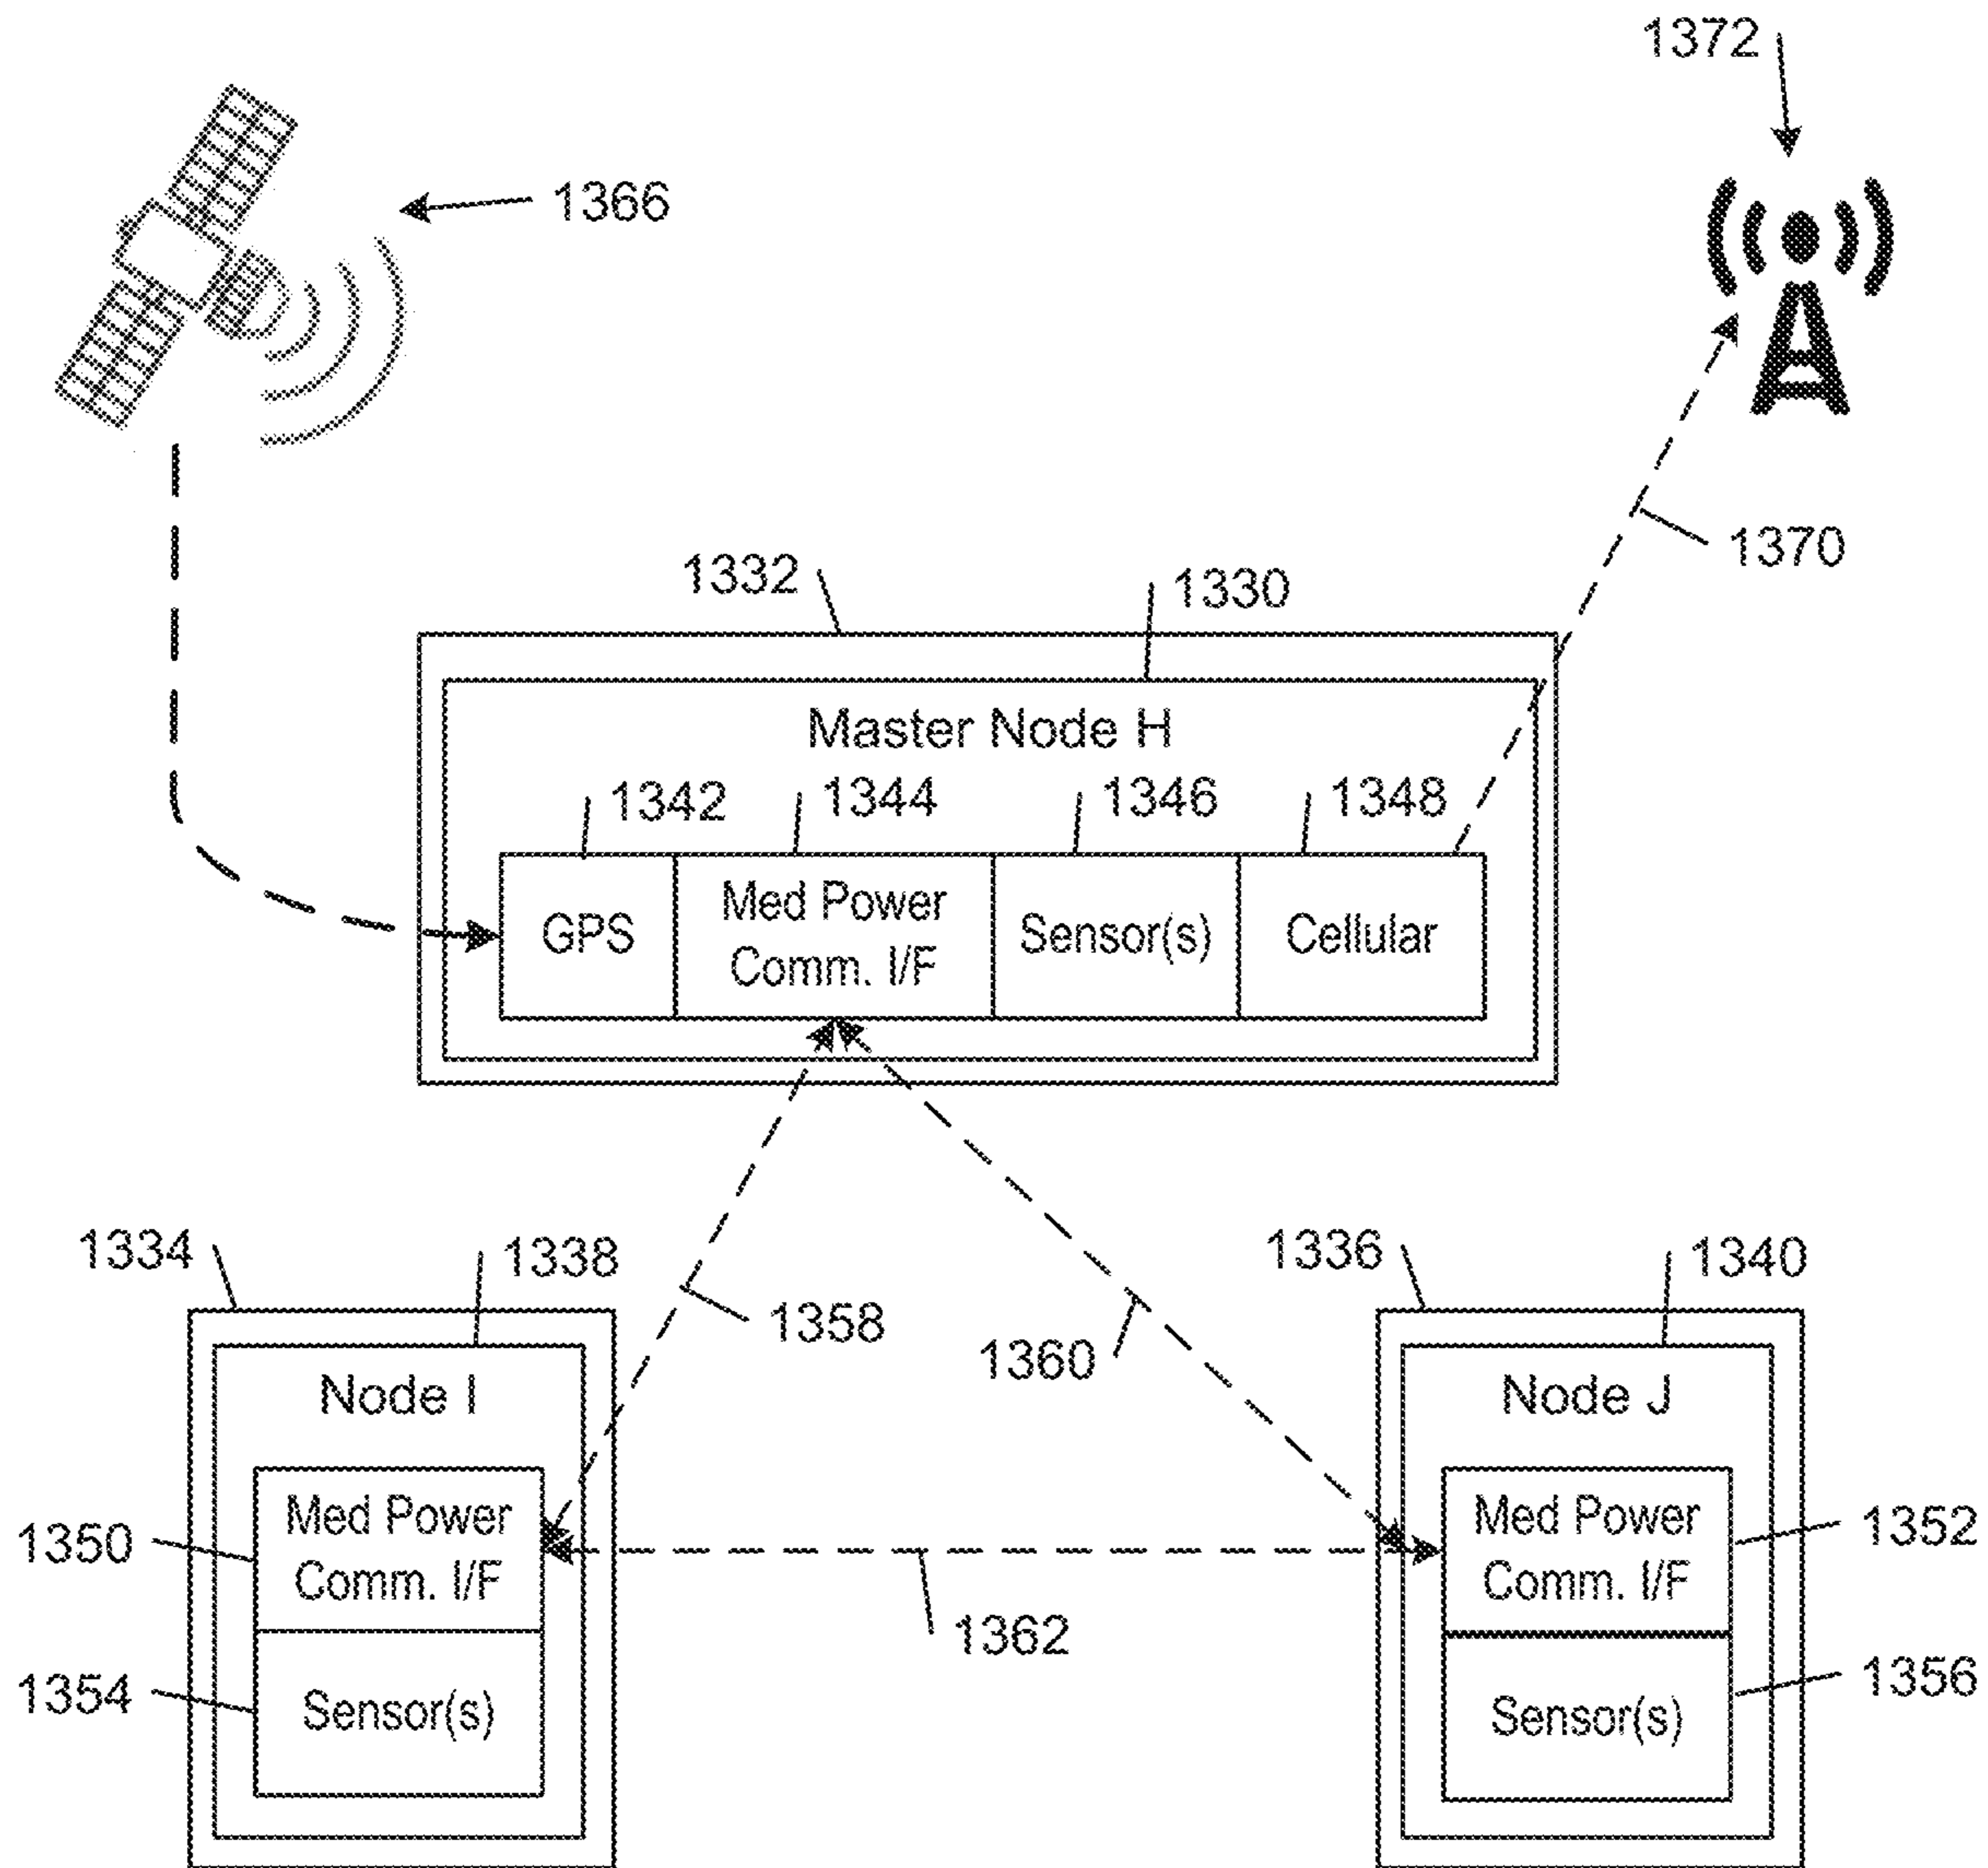 1372
1366
1370
1332
1330
Master Node H
1342
1344
1346
1348
GPS
Med Power
Comm. I/F
Sensor(s)
Cellular
1334
1338
1358
1360
1336
1340
Node I
Node J
1350
Med Power
Comm. I/F
Med Power
Comm. I/F
1352
1362
1354
Sensor(s)
Sensor(s)
1356